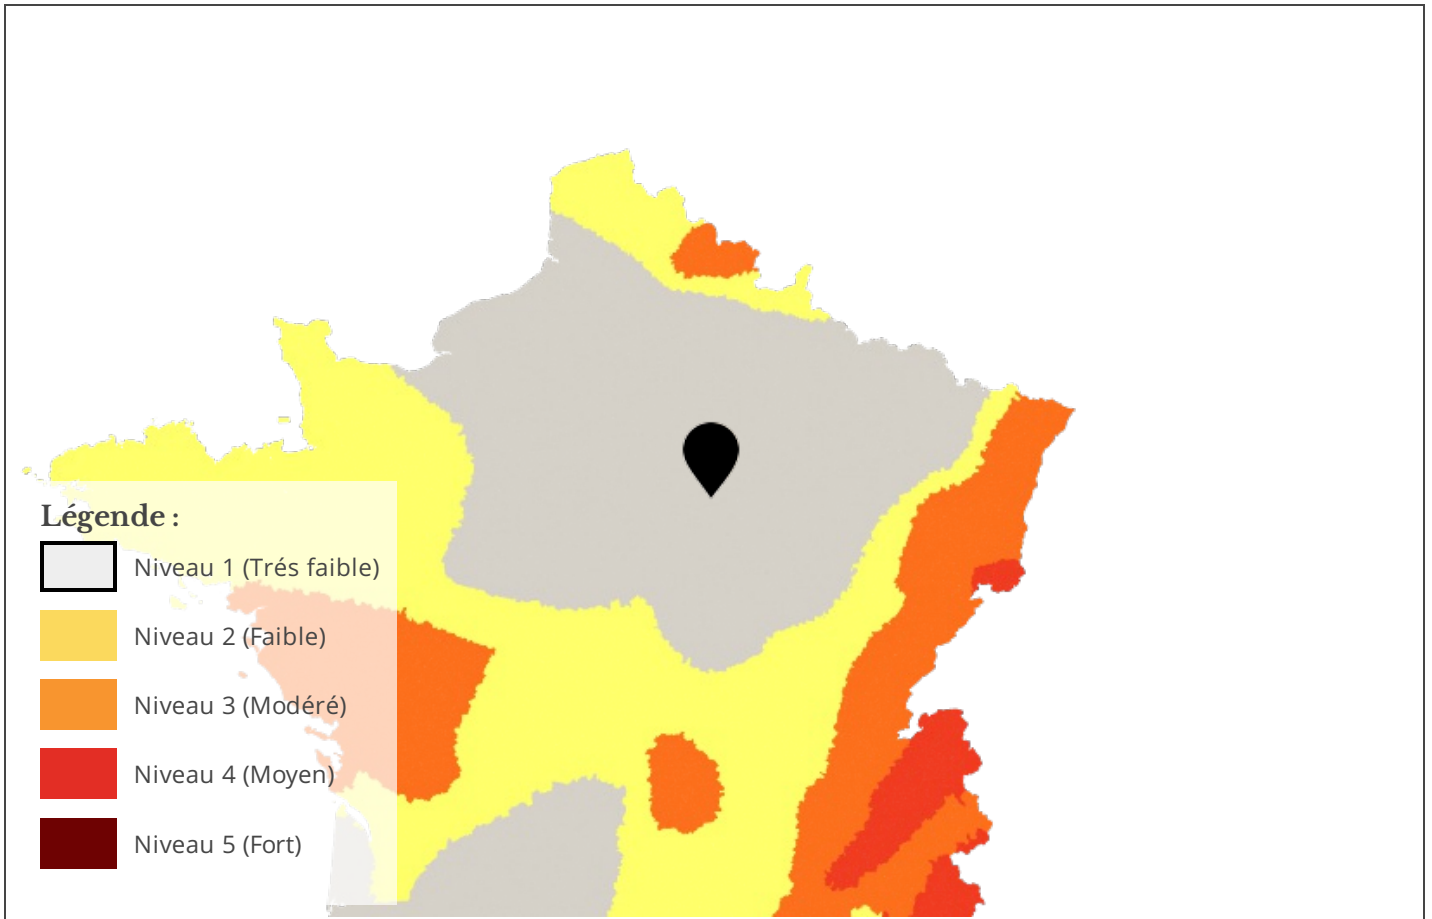 Légende :
Niveau 1 (Trés faible)
Niveau 2 (Faible)
Niveau 3 (Modéré)
Niveau 4 (Moyen)
Niveau 5 (Fort)